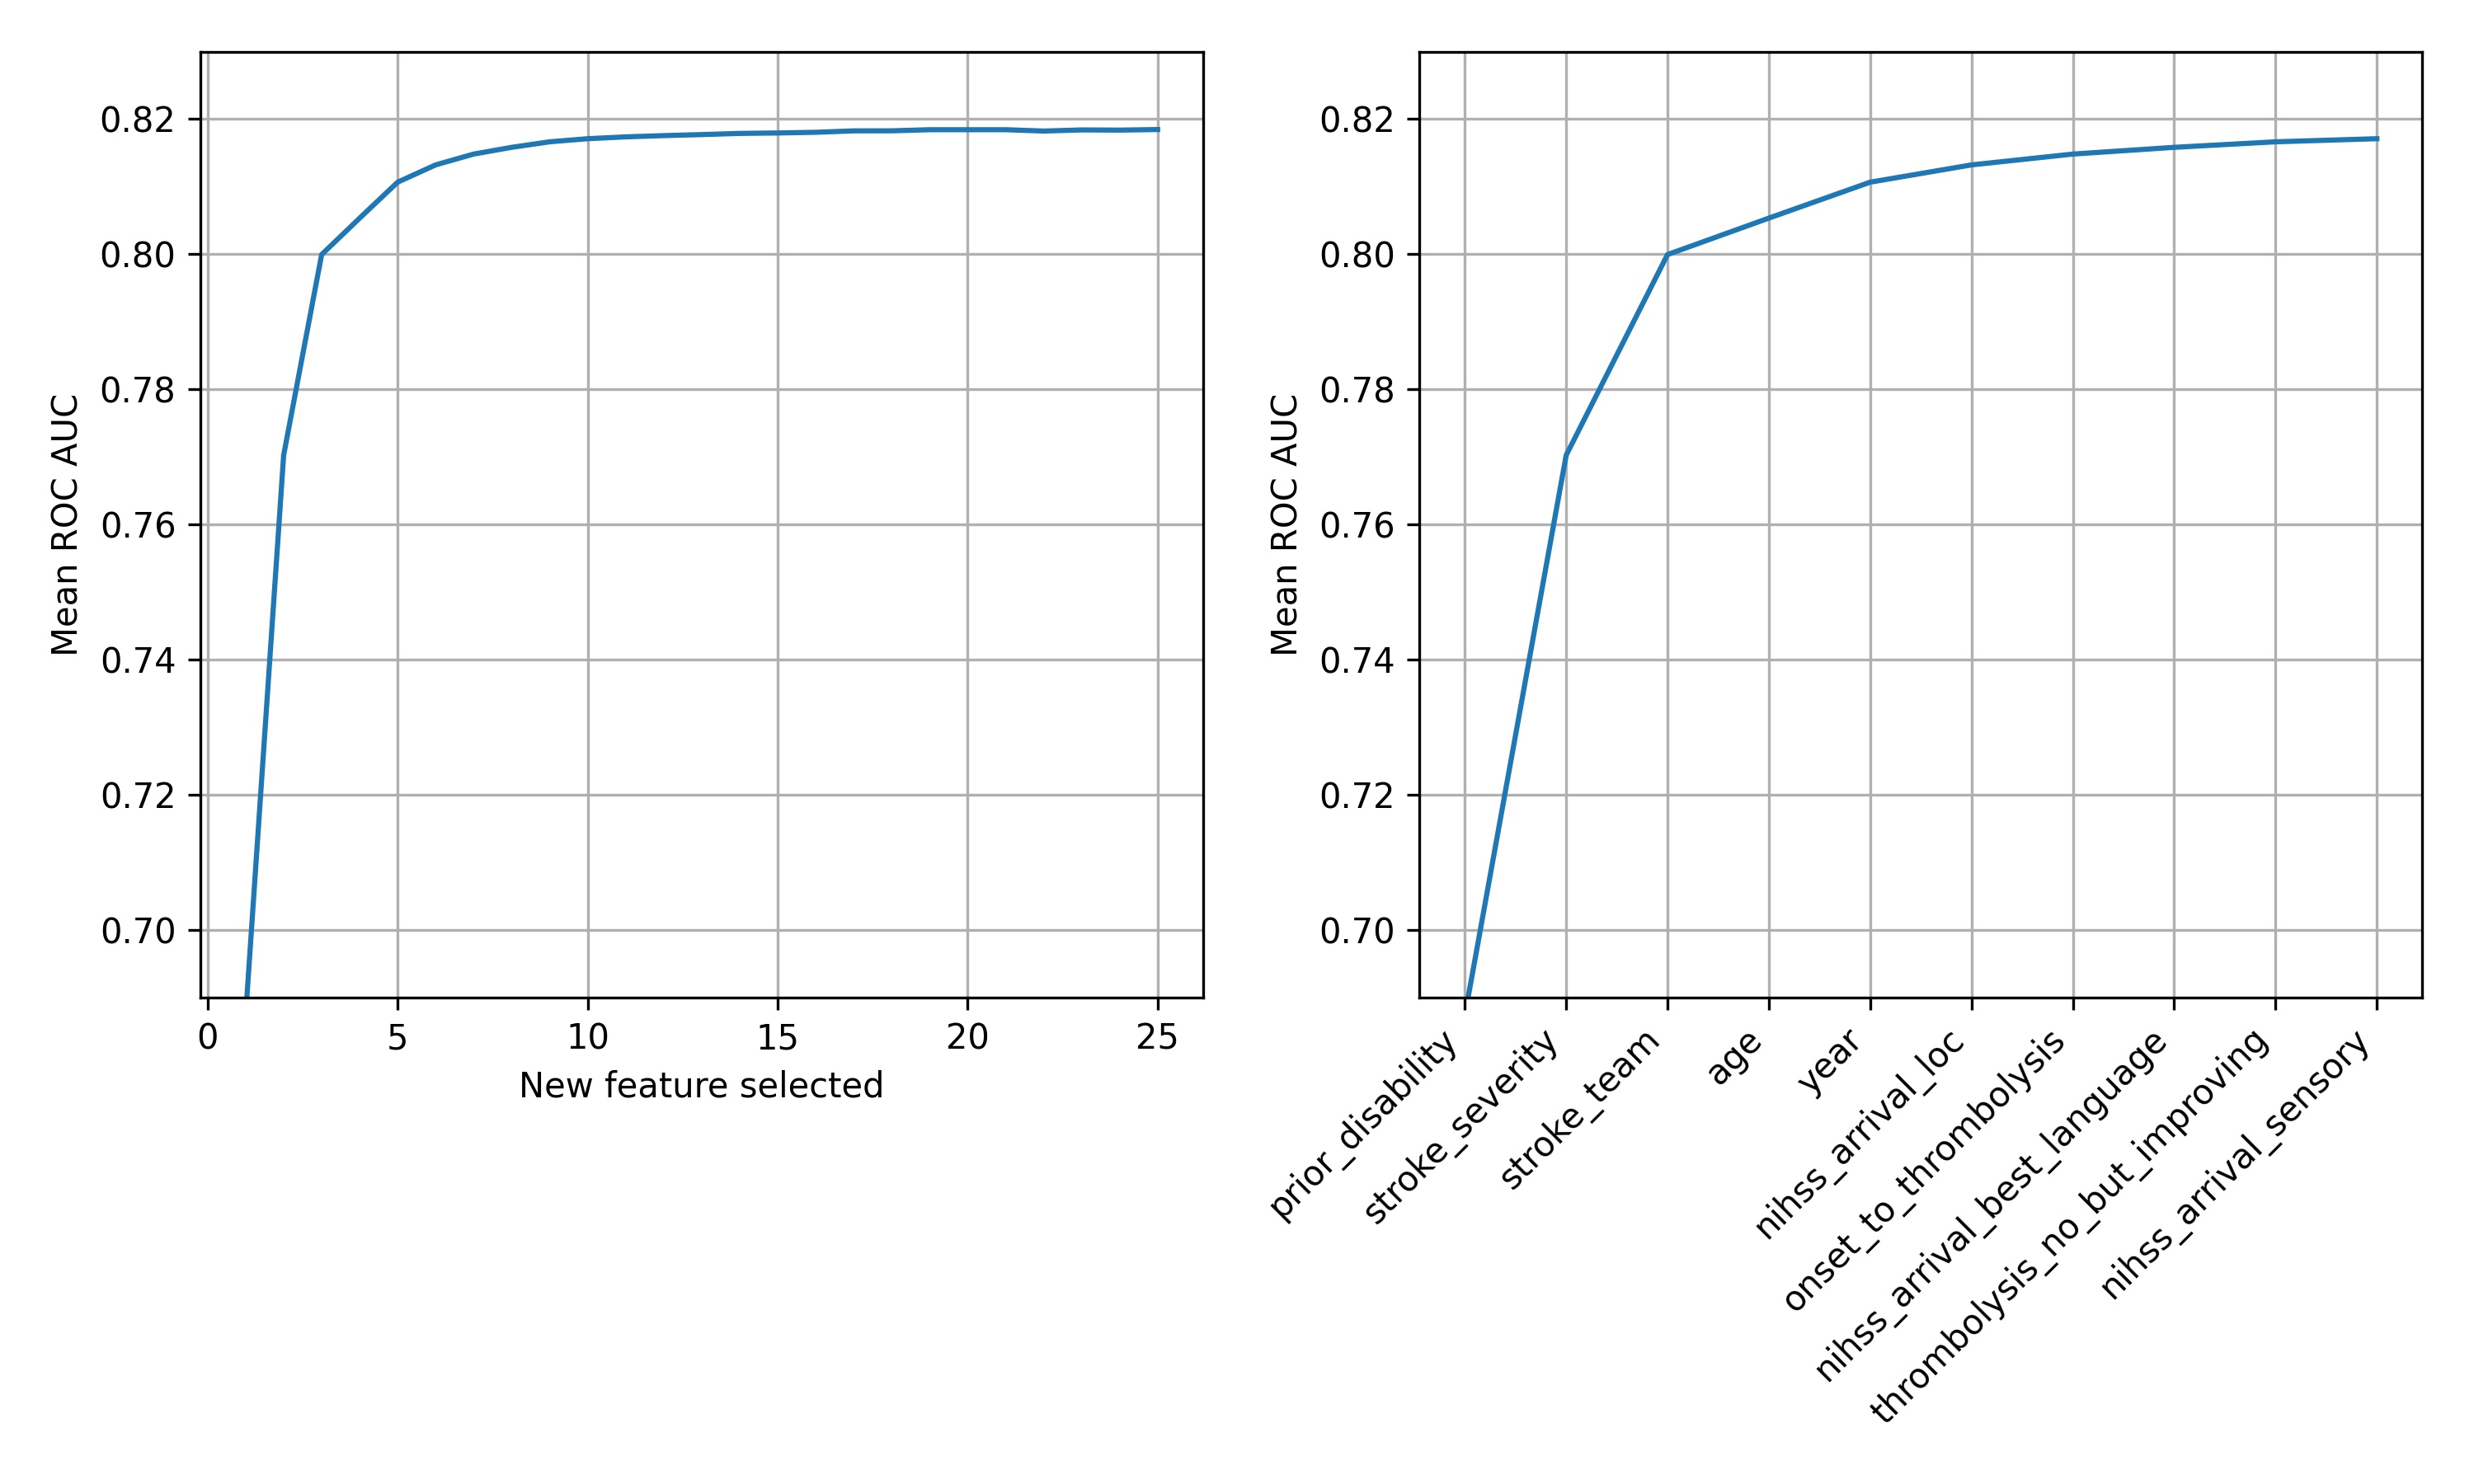 0.82
0.80
0.78
0.76
0.74
0.72
0.70
Mean ROC AUC
0 5 10 15 20 25
New feature selected
0.82
0.80
0.78
0.76
0.74
0.72
0.70
Mean ROC AUC
prior_disability
stroke_severity
stroke_team
age
year
nihss_arrival_loc
onset_to_thrombolysis
nihss_arrival_best_language
thrombolysis_no_but_improving
nihss_arrival_sensory